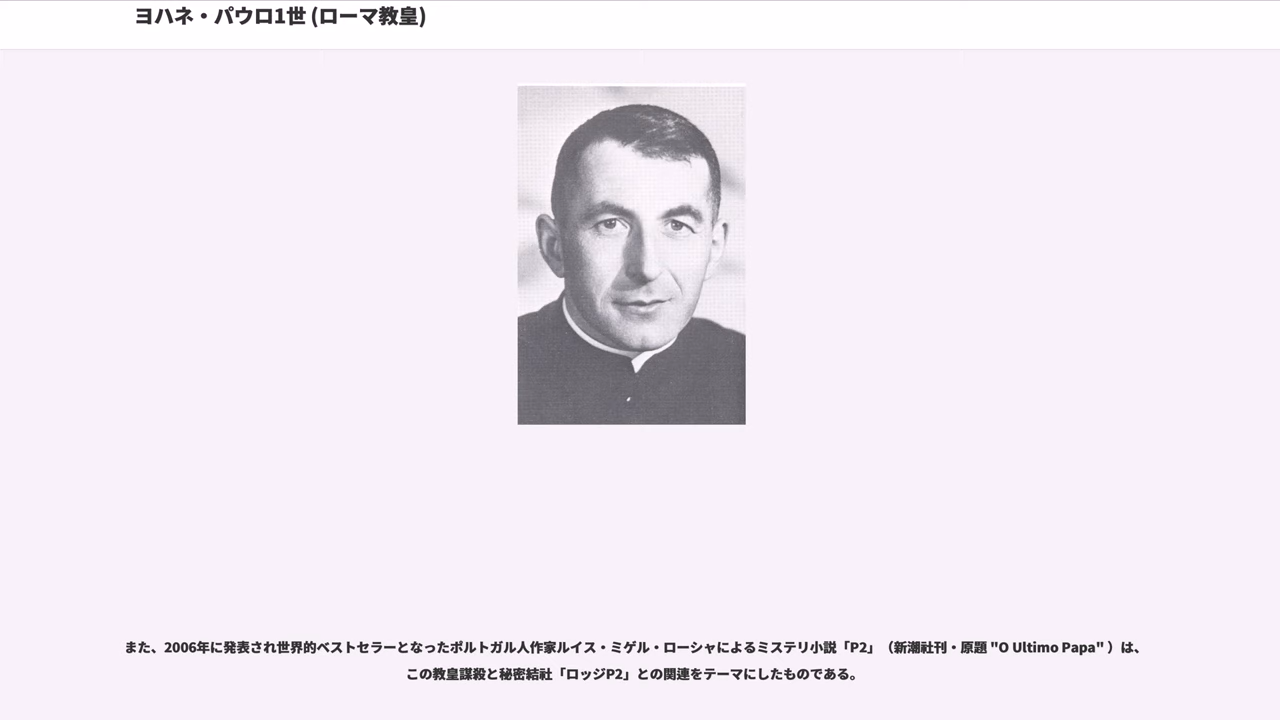 ヨハネ・パウロ1世 (ローマ教皇)
また、2006年に発表され世界的ベストセラーとなったポルトガル人作家ルイス・ミゲル・ローシャによるミステリ小説「P2」（新潮社刊・原題 "O Ultimo Papa" ）は、
この教皇謀殺と秘密結社「ロッジP2」との関連をテーマにしたものである。